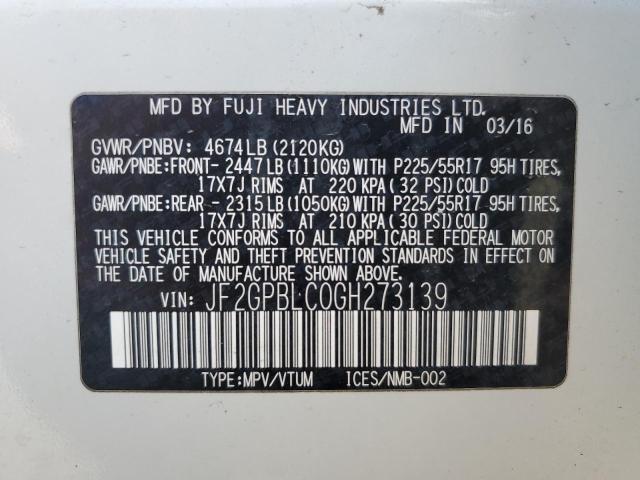 MFD BY FUJI HEAVY INDUSTRIES LTD.
MFD IN 03/16
GVWR/PNBV: 4674LB (2120KG)
GAWR/PNBE:FRONT- 2447LB (1110KG) WITH P225/55R17 95H TIRES,
17X7J RIMS AT 220 KPA (32 PSI) COLD
GAWR/PNBE:REAR - 2315LB (1050KG) WITH P225/55R17 95H TIRES,
17X7J RIMS AT 210 KPA (30 PSI) COLD
THIS VEHICLE CONFORMS TO ALL APPLICABLE FEDERAL MOTOR
VEHICLE SAFETY AND THEFT PREVENTION STANDARDS IN EFFECT ON
THE DATE OF MANUFACTURE SHOWN ABOVE.
VIN: JF2GPBLC0GH273139
TYPE:MPV/VTUM ICES/NMB-002